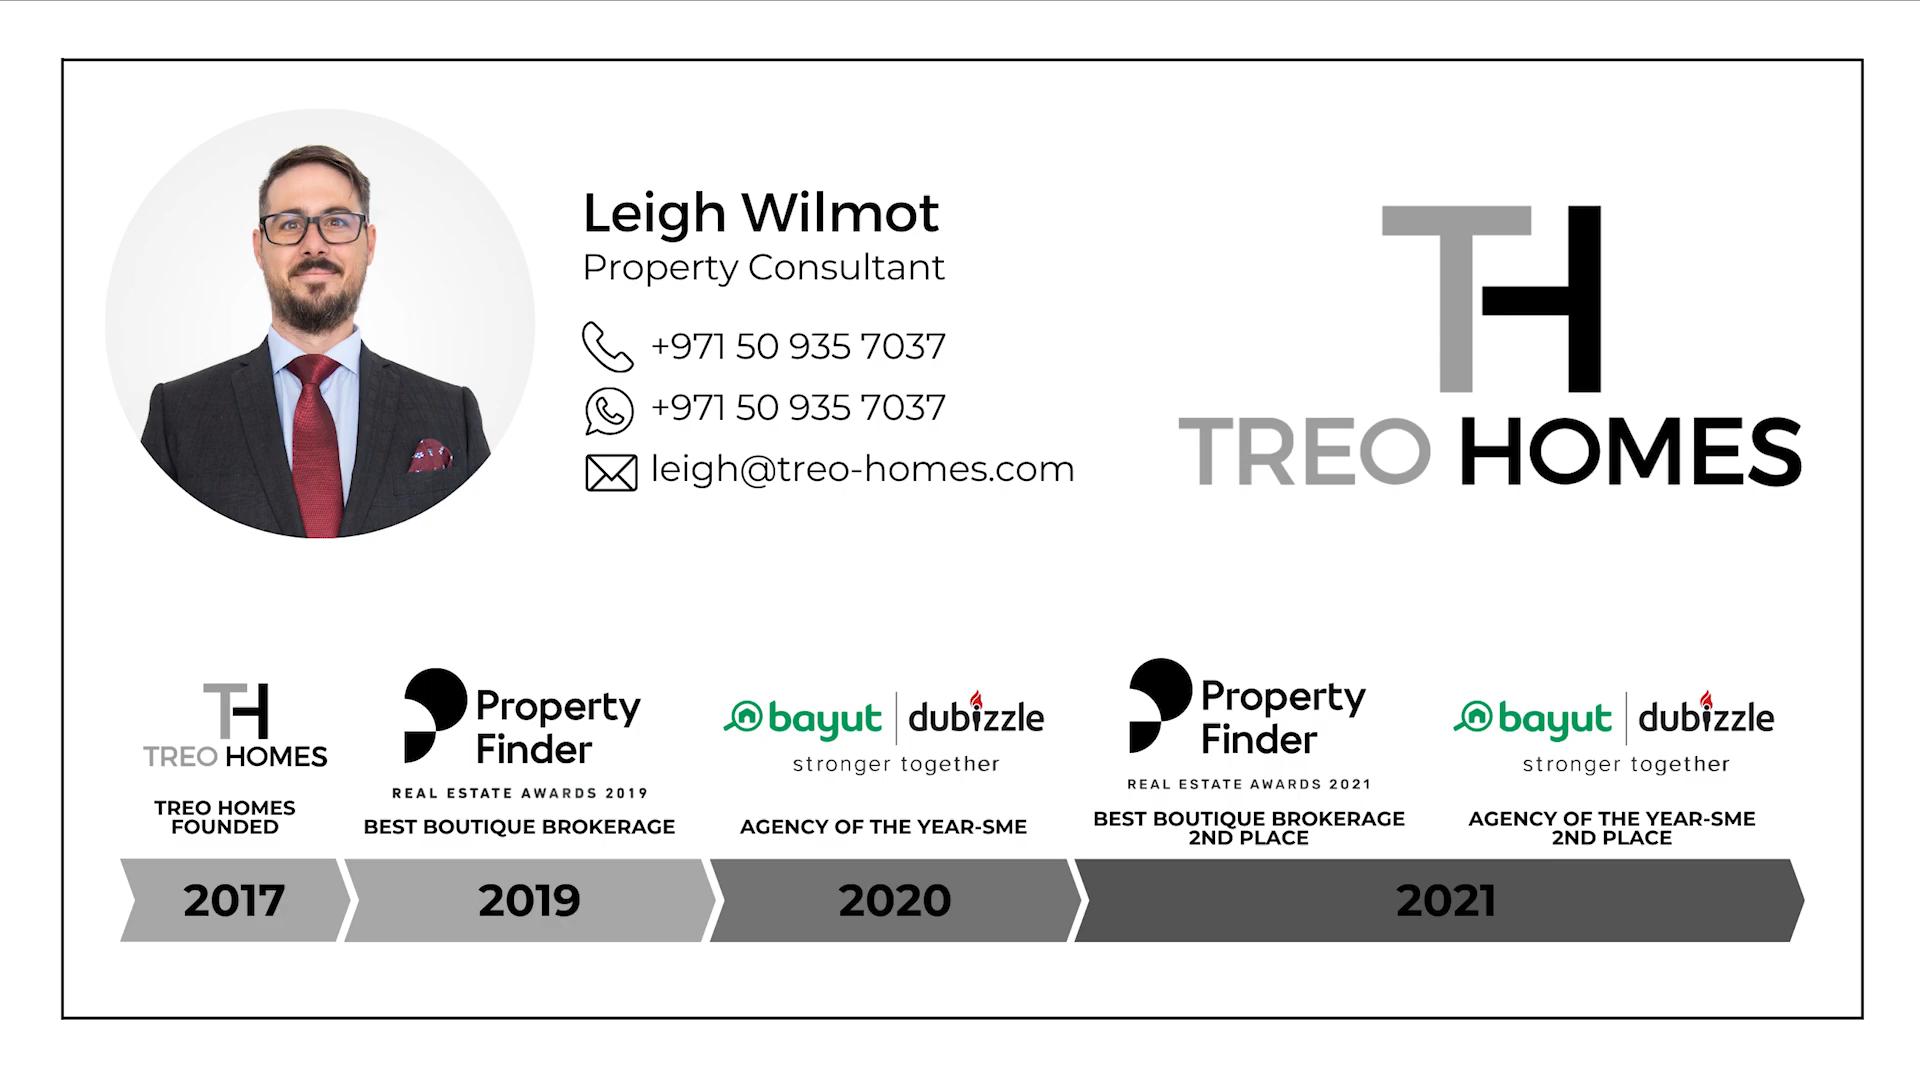 Leigh Wilmot
Property Consultant
+971 50 935 7037
+971 50 935 7037
leigh@treo-homes.com
TH
TREO HOMES
TH
TREO HOMES
TREO HOMES
FOUNDED
Property
Finder
REAL ESTATE AWARDS 2019
BEST BOUTIQUE BROKERAGE
bayut | dubizzle
stronger together
AGENCY OF THE YEAR-SME
Property
Finder
REAL ESTATE AWARDS 2021
BEST BOUTIQUE BROKERAGE
2ND PLACE
bayut | dubizzle
stronger together
AGENCY OF THE YEAR-SME
2ND PLACE
2017
2019
2020
2021